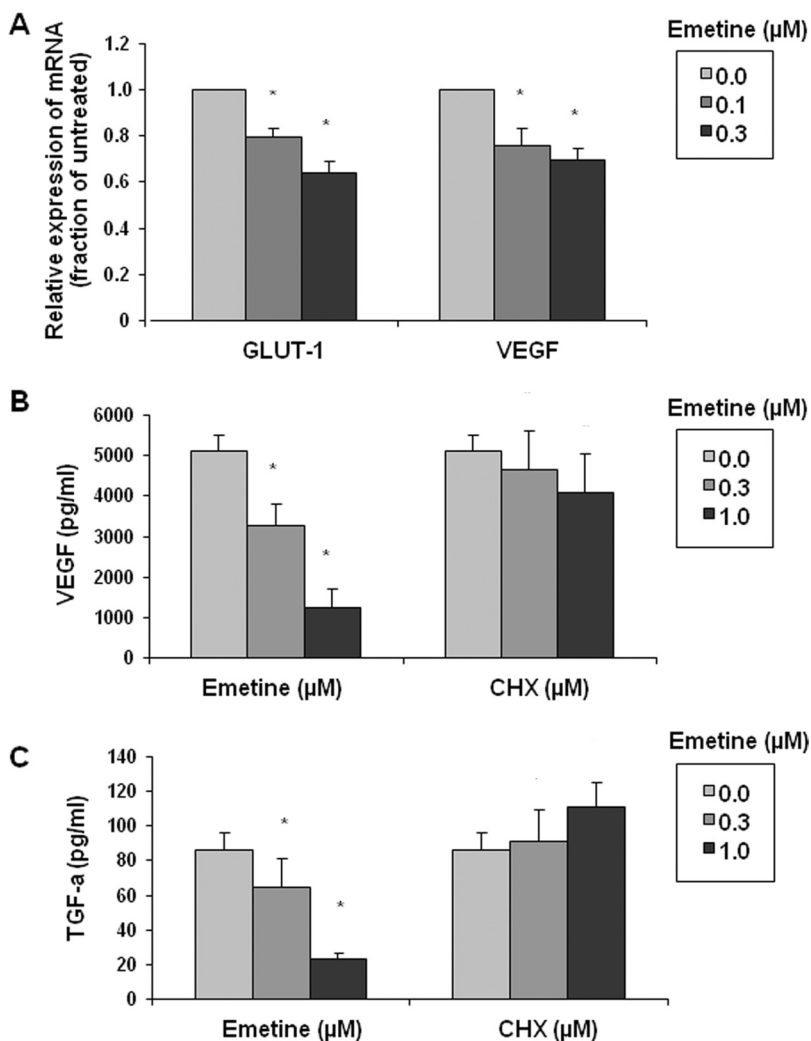 A
Relative expression of mRNA
(fraction of untreated)
1.2
1.0
0.8
0.6
0.4
0.2
0
* * * *
GLUT-1 VEGF
Emetine (µM)
0.0
0.1
0.3
B
VEGF (pg/ml)
6000
5000
4000
3000
2000
1000
0
* *
Emetine (µM) CHX (µM)
Emetine (µM)
0.0
0.3
1.0
C
TGF-a (pg/ml)
140
120
100
80
60
40
20
0
* *
Emetine (µM) CHX (µM)
Emetine (µM)
0.0
0.3
1.0